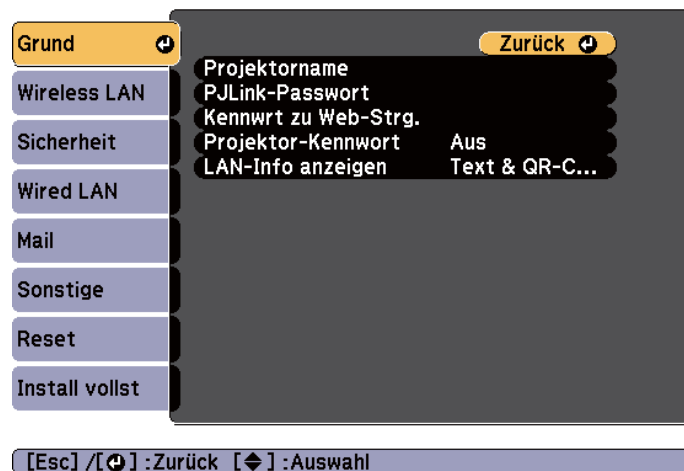 Grund
Wireless LAN
Sicherheit
Wired LAN
Mail
Sonstige
Reset
Install vollst
Zurück
Projektorname
PJLink-Passwort
Kennwrt zu Web-Strg.
Projektor-Kennwort Aus
LAN-Info anzeigen Text & QR-C...
[Esc] /[⏎] :Zurück [◆] :Auswahl